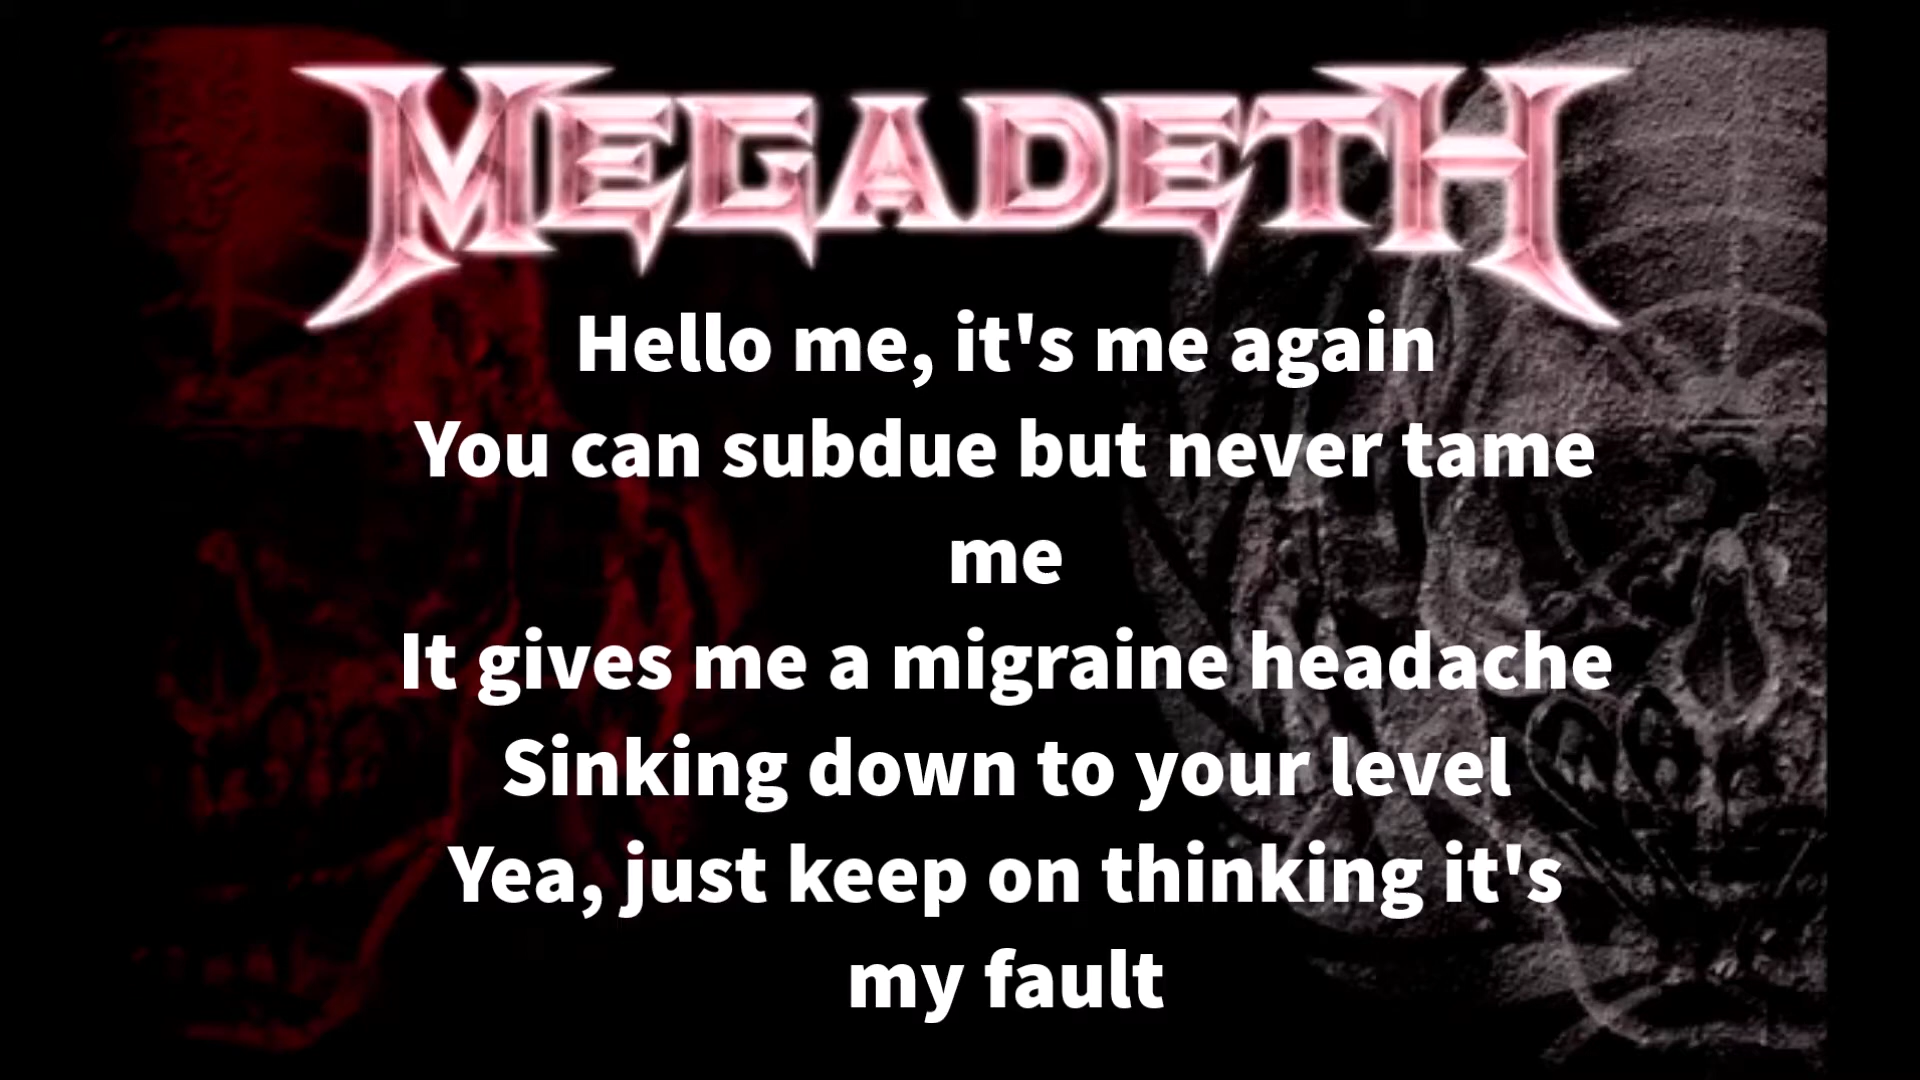 MEGADETH
Hello me, it's me again
You can subdue but never tame
me
It gives me a migraine headache
Sinking down to your level
Yea, just keep on thinking it's
my fault